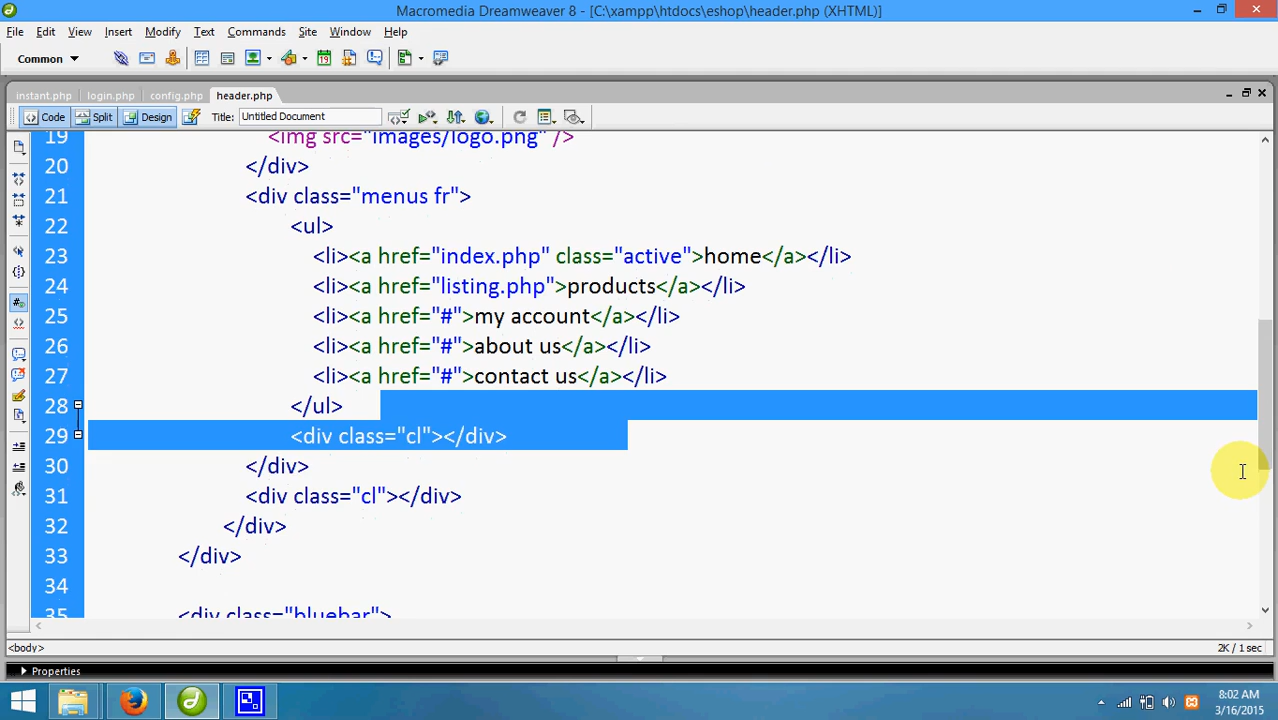 Macromedia Dreamweaver 8 - [C:\xampp\htdocs\eshop\header.php (XHTML)]
File Edit View Insert Modify Text Commands Site Window Help
Common
instant.php login.php config.php header.php
Code Split Design Title: Untitled Document
19 <img src="images/logo.png" />
20 </div>
21 <div class="menus fr">
22 <ul>
23 <li><a href="index.php" class="active">home</a></li>
24 <li><a href="listing.php">products</a></li>
25 <li><a href="#">my account</a></li>
26 <li><a href="#">about us</a></li>
27 <li><a href="#">contact us</a></li>
28 </ul>
29 <div class="cl"></div>
30 </div>
31 <div class="cl"></div>
32 </div>
33 </div>
34
35 <div class="bluebar">
<body> 2K / 1 sec
Properties
8:02 AM
3/16/2015